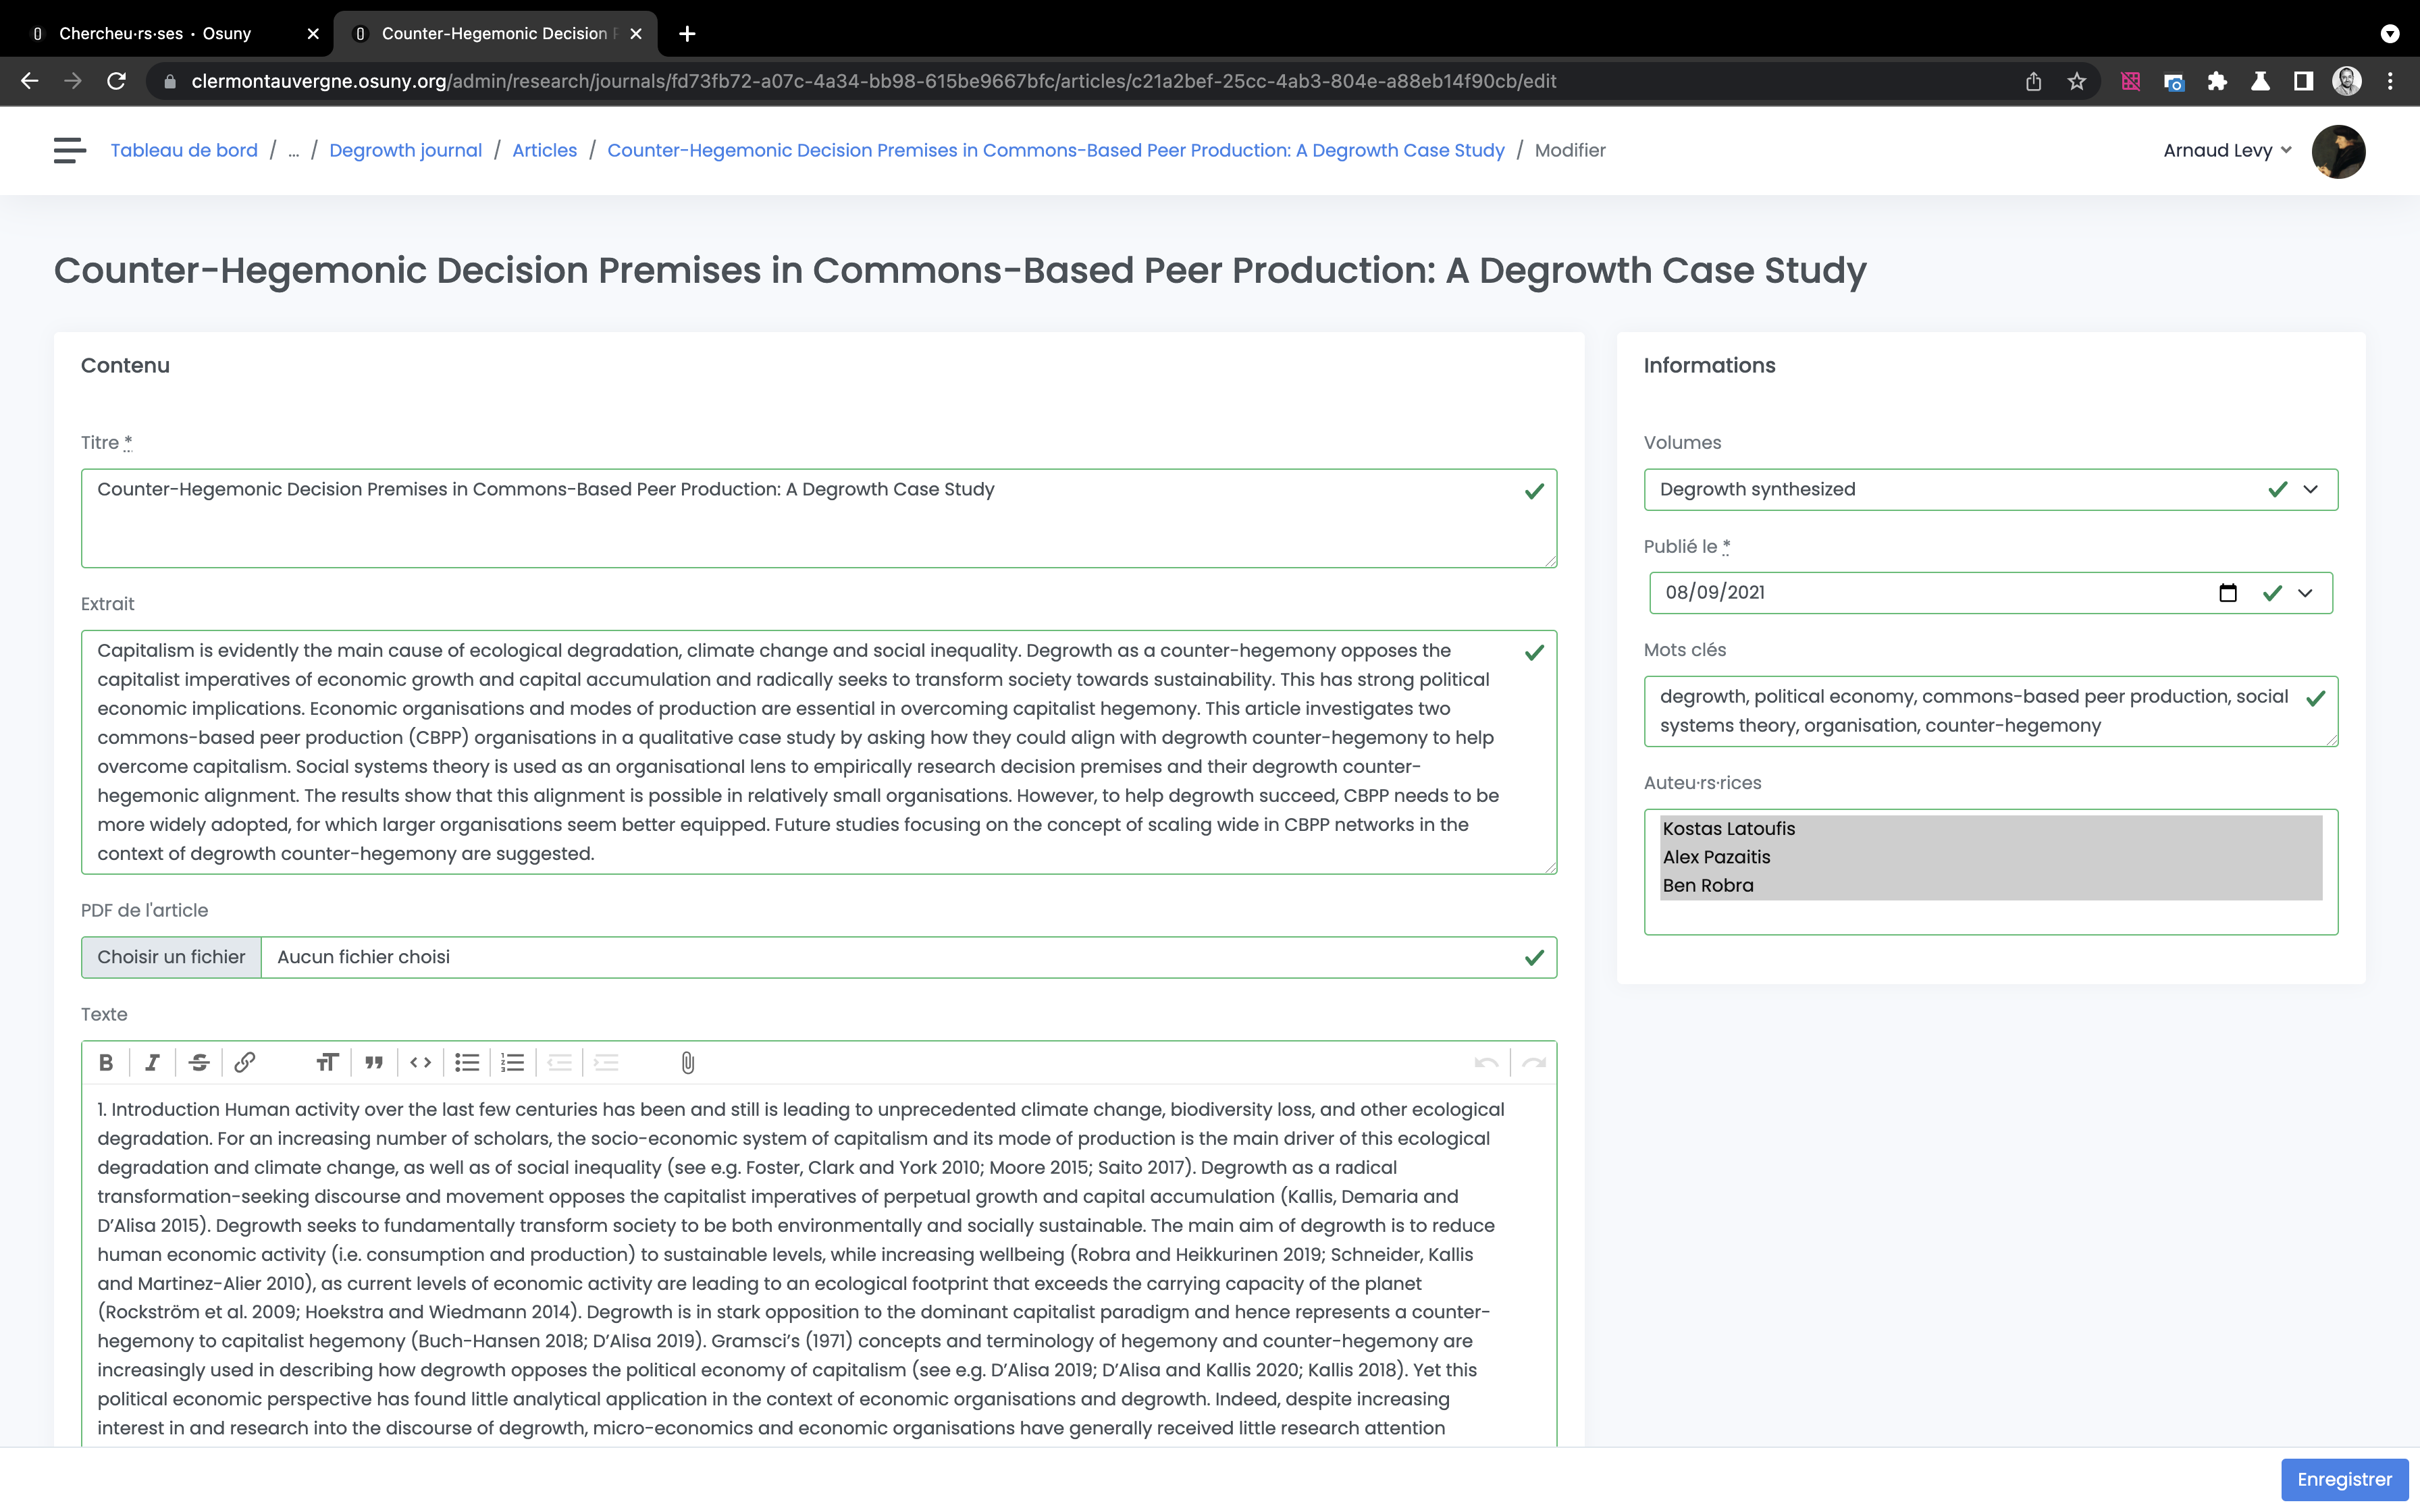 Chercheu·rs·ses · Osuny
Counter-Hegemonic Decision
clermontauvergne.osuny.org/admin/research/journals/fd73fb72-a07c-4a34-bb98-615be9667bfc/articles/c21a2bef-25cc-4ab3-804e-a88eb14f90cb/edit
Tableau de bord / ... / Degrowth journal / Articles / Counter-Hegemonic Decision Premises in Commons-Based Peer Production: A Degrowth Case Study / Modifier
Arnaud Levy
Counter-Hegemonic Decision Premises in Commons-Based Peer Production: A Degrowth Case Study
Contenu
Titre *
Counter-Hegemonic Decision Premises in Commons-Based Peer Production: A Degrowth Case Study
Extrait
Capitalism is evidently the main cause of ecological degradation, climate change and social inequality. Degrowth as a counter-hegemony opposes the
capitalist imperatives of economic growth and capital accumulation and radically seeks to transform society towards sustainability. This has strong political
economic implications. Economic organisations and modes of production are essential in overcoming capitalist hegemony. This article investigates two
commons-based peer production (CBPP) organisations in a qualitative case study by asking how they could align with degrowth counter-hegemony to help
overcome capitalism. Social systems theory is used as an organisational lens to empirically research decision premises and their degrowth counter-
hegemonic alignment. The results show that this alignment is possible in relatively small organisations. However, to help degrowth succeed, CBPP needs to be
more widely adopted, for which larger organisations seem better equipped. Future studies focusing on the concept of scaling wide in CBPP networks in the
context of degrowth counter-hegemony are suggested.
PDF de l'article
Choisir un fichier Aucun fichier choisi
Texte
1. Introduction Human activity over the last few centuries has been and still is leading to unprecedented climate change, biodiversity loss, and other ecological
degradation. For an increasing number of scholars, the socio-economic system of capitalism and its mode of production is the main driver of this ecological
degradation and climate change, as well as of social inequality (see e.g. Foster, Clark and York 2010; Moore 2015; Saito 2017). Degrowth as a radical
transformation-seeking discourse and movement opposes the capitalist imperatives of perpetual growth and capital accumulation (Kallis, Demaria and
D’Alisa 2015). Degrowth seeks to fundamentally transform society to be both environmentally and socially sustainable. The main aim of degrowth is to reduce
human economic activity (i.e. consumption and production) to sustainable levels, while increasing wellbeing (Robra and Heikkurinen 2019; Schneider, Kallis
and Martinez-Alier 2010), as current levels of economic activity are leading to an ecological footprint that exceeds the carrying capacity of the planet
(Rockström et al. 2009; Hoekstra and Wiedmann 2014). Degrowth is in stark opposition to the dominant capitalist paradigm and hence represents a counter-
hegemony to capitalist hegemony (Buch-Hansen 2018; D’Alisa 2019). Gramsci’s (1971) concepts and terminology of hegemony and counter-hegemony are
increasingly used in describing how degrowth opposes the political economy of capitalism (see e.g. D’Alisa 2019; D’Alisa and Kallis 2020; Kallis 2018). Yet this
political economic perspective has found little analytical application in the context of economic organisations and degrowth. Indeed, despite increasing
interest in and research into the discourse of degrowth, micro-economics and economic organisations have generally received little research attention
Informations
Volumes
Degrowth synthesized
Publié le *
08/09/2021
Mots clés
degrowth, political economy, commons-based peer production, social
systems theory, organisation, counter-hegemony
Auteu·rs·rices
Kostas Latoufis
Alex Pazaitis
Ben Robra
Enregistrer